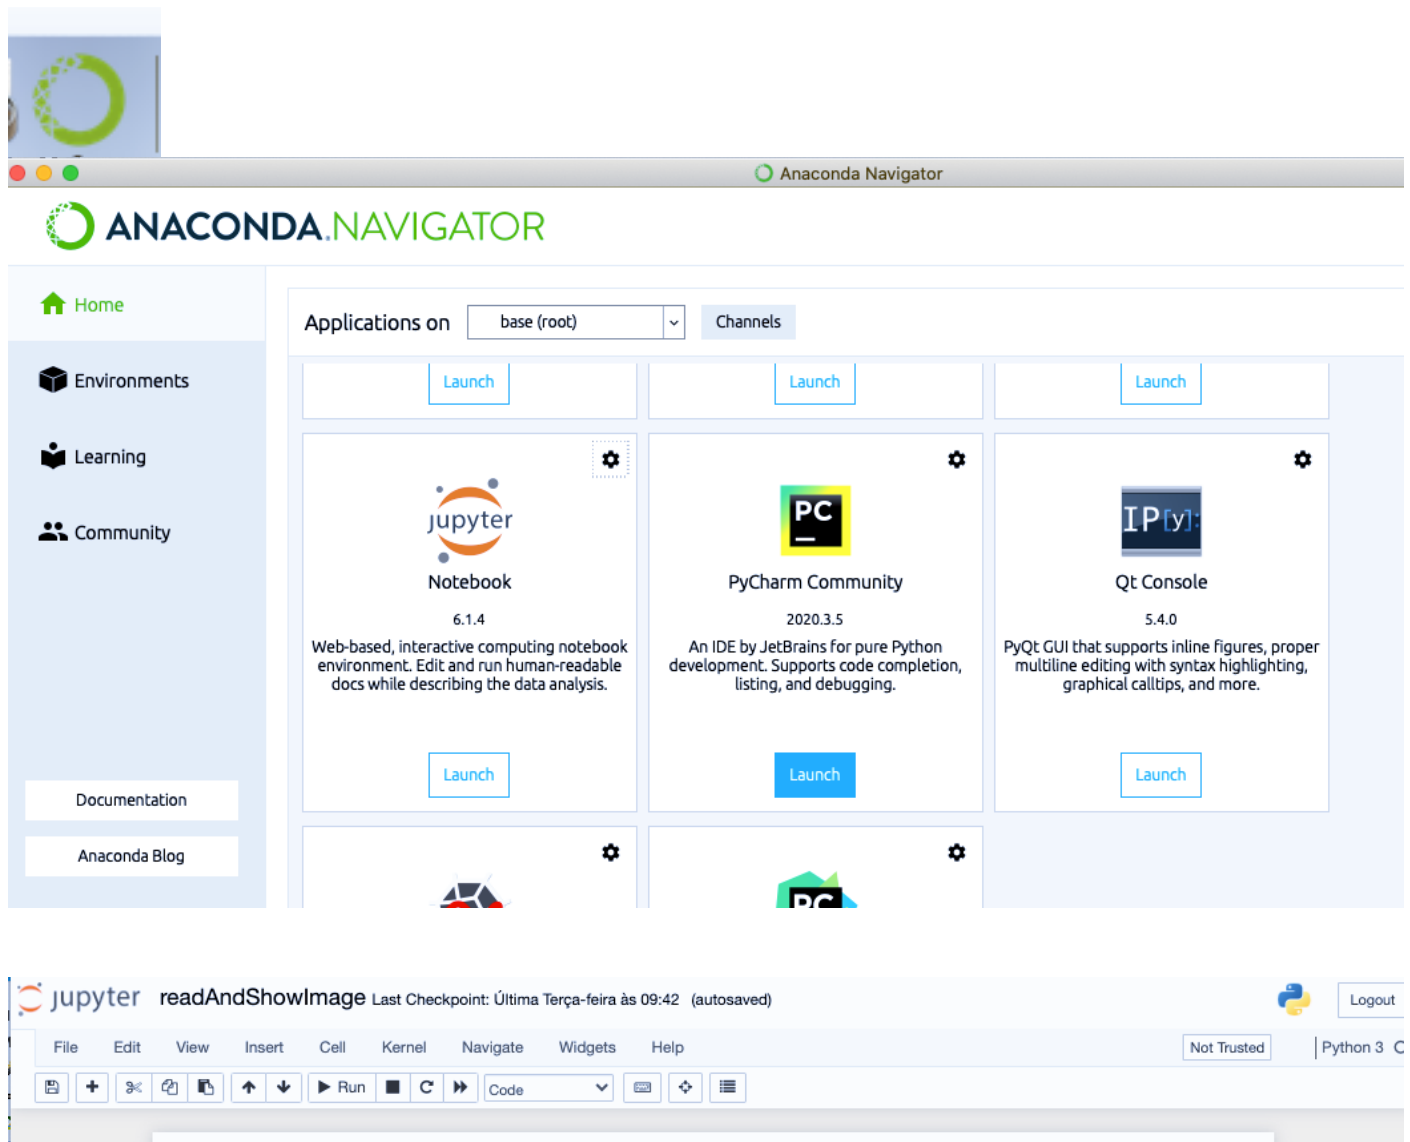 Anaconda Navigator
ANACONDA.NAVIGATOR
Home
Environments
Learning
Community
Documentation
Anaconda Blog
Applications on
base (root)
Channels
Launch
Launch
Launch
jupyter
Notebook
6.1.4
Web-based, interactive computing notebook
environment. Edit and run human-readable
docs while describing the data analysis.
Launch
PC
PyCharm Community
2020.3.5
An IDE by JetBrains for pure Python
development. Supports code completion,
listing, and debugging.
Launch
IP[y]:
Qt Console
5.4.0
PyQt GUI that supports inline figures, proper
multiline editing with syntax highlighting,
graphical calltips, and more.
Launch
PC
jupyter readAndShowImage Last Checkpoint: Última Terça-feira às 09:42 (autosaved)
Logout
File Edit View Insert Cell Kernel Navigate Widgets Help
Not Trusted
Python 3
Run
Code